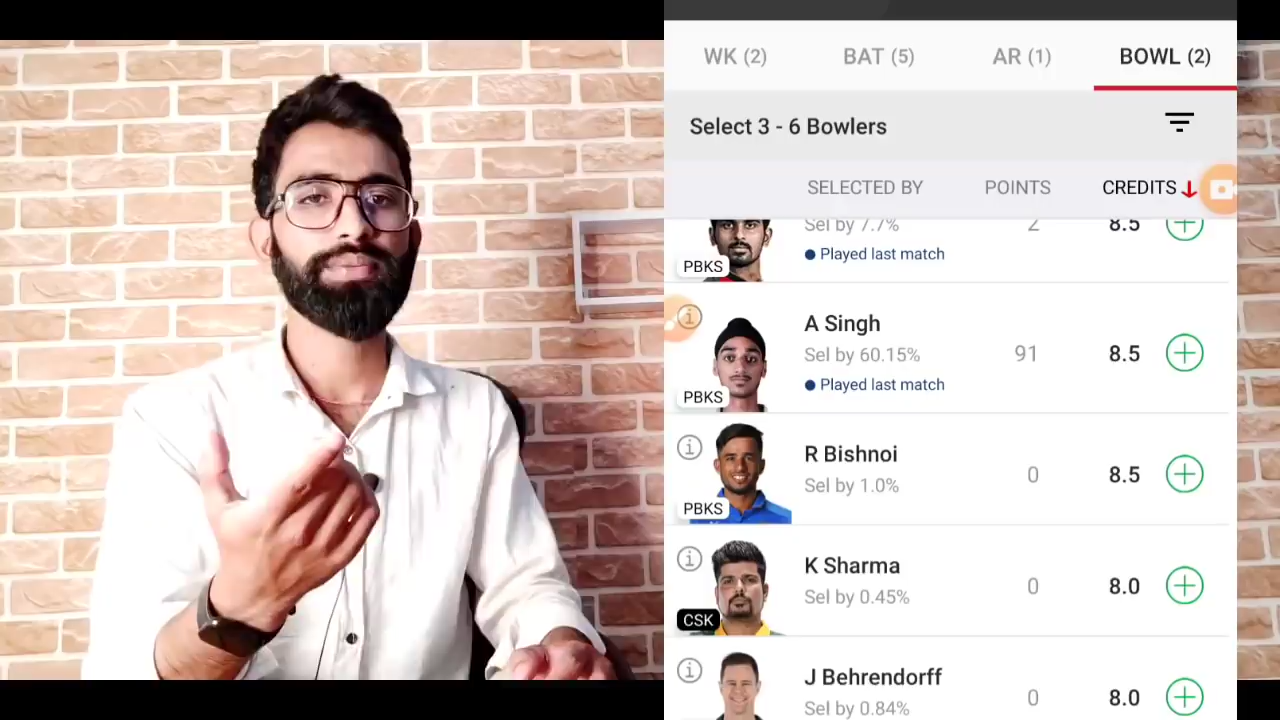 WK (2) BAT (5) AR (1) BOWL (2)
Select 3 - 6 Bowlers
SELECTED BY POINTS CREDITS
Sel by 7.7% 2 8.5
Played last match
PBKS
A Singh
Sel by 60.15% 91 8.5
Played last match
PBKS
R Bishnoi
Sel by 1.0% 0 8.5
PBKS
K Sharma
Sel by 0.45% 0 8.0
CSK
J Behrendorff
Sel by 0.84% 0 8.0